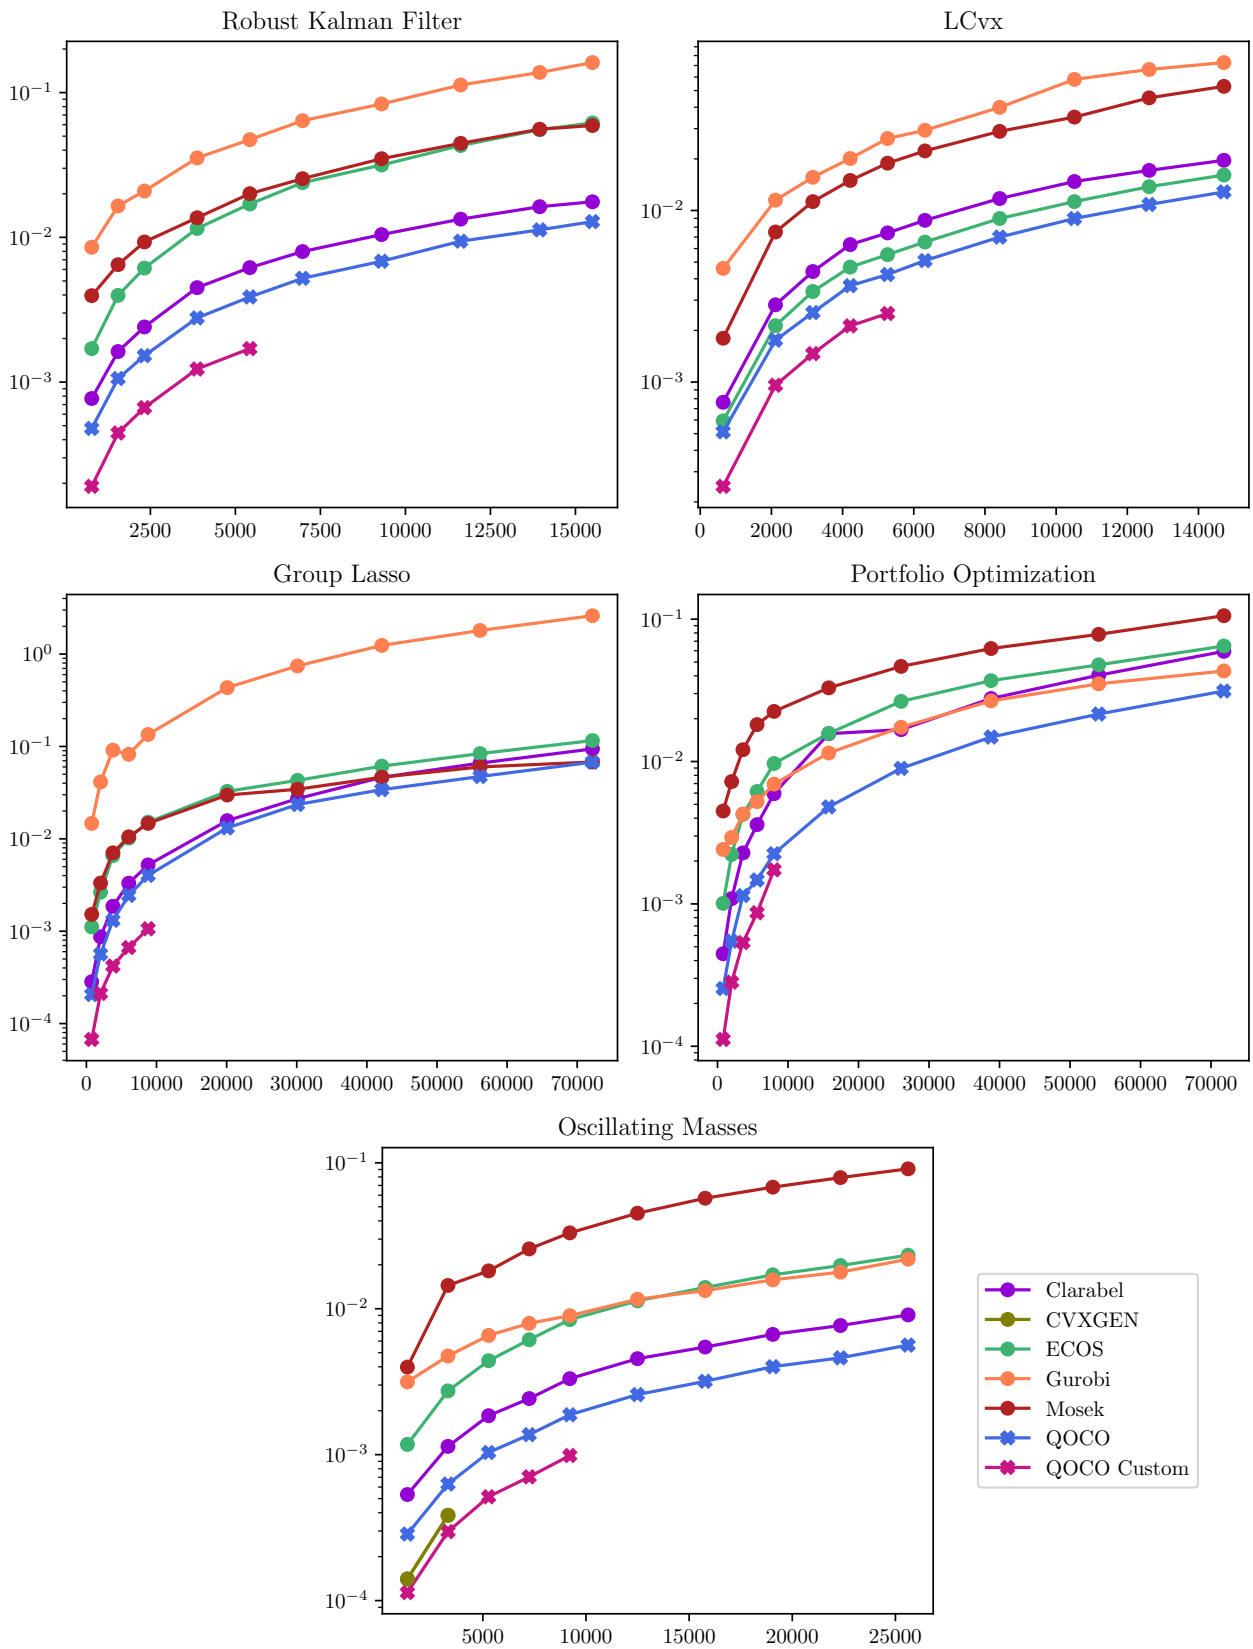 Robust Kalman Filter
LCvx
10⁻¹
10⁻²
10⁻³
2500 5000 7500 10000 12500 15000
10⁻²
10⁻³
0 2000 4000 6000 8000 10000 12000 14000
Group Lasso
Portfolio Optimization
10⁰
10⁻¹
10⁻²
10⁻³
10⁻⁴
0 10000 20000 30000 40000 50000 60000 70000
10⁻¹
10⁻²
10⁻³
10⁻⁴
0 10000 20000 30000 40000 50000 60000 70000
Oscillating Masses
10⁻¹
10⁻²
10⁻³
10⁻⁴
5000 10000 15000 20000 25000
Clarabel
CVXGEN
ECOS
Gurobi
Mosek
QOCO
QOCO Custom